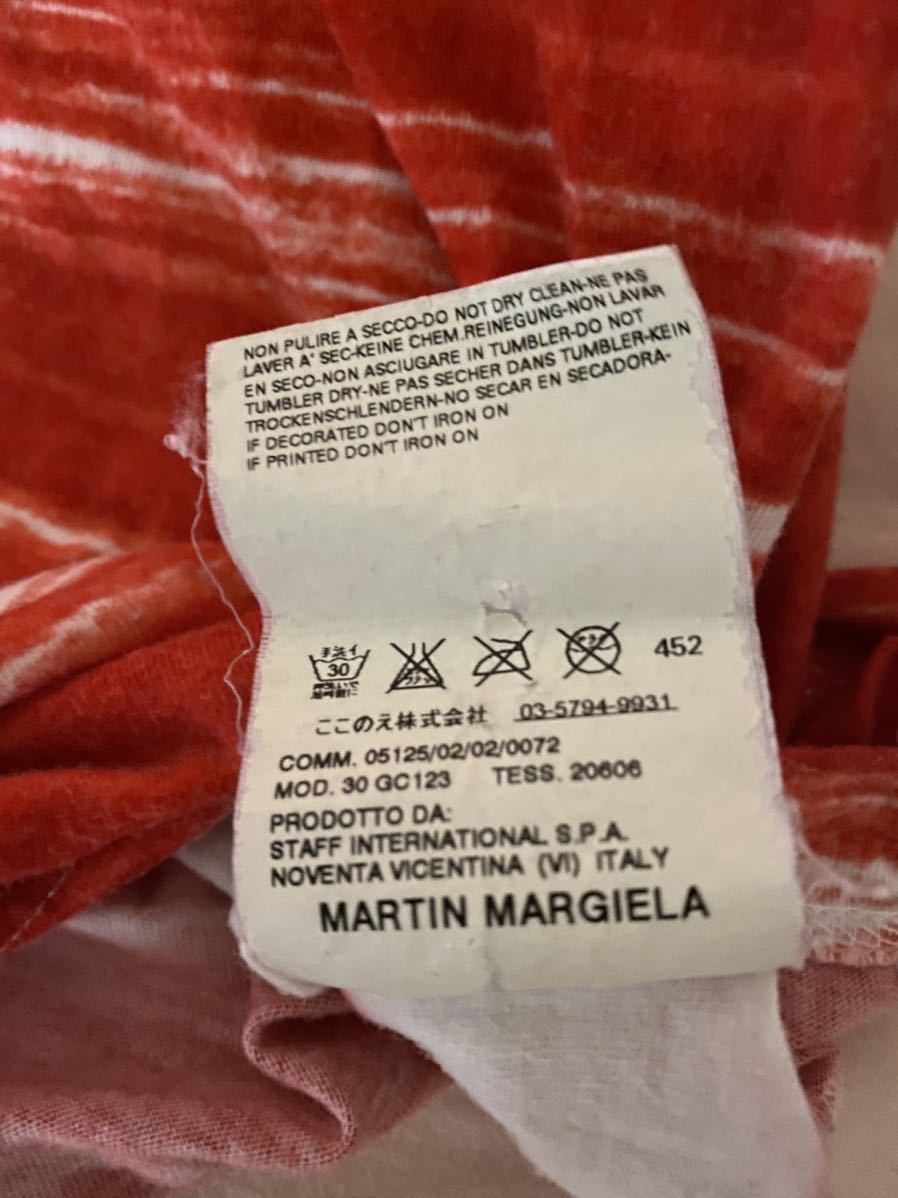 NON PULIRE A SECCO-DO NOT DRY CLEAN-NE PAS
LAVER A' SEC-KEINE CHEM.REINEGUNG-NON LAVAR
EN SECO-NON ASCIUGARE IN TUMBLER-DO NOT
TUMBLER DRY-NE PAS SECHER DANS TUMBLER-KEIN
TROCKENSCHLENDERN-NO SECAR EN SECADORA-
IF DECORATED DON'T IRON ON
IF PRINTED DON'T IRON ON
手洗イ
30
452
ここのえ株式会社 03-5794-9931
COMM. 05125/02/02/0072
MOD. 30 GC123 TESS. 20606
PRODOTTO DA:
STAFF INTERNATIONAL S.P.A.
NOVENTA VICENTINA (VI) ITALY
MARTIN MARGIELA